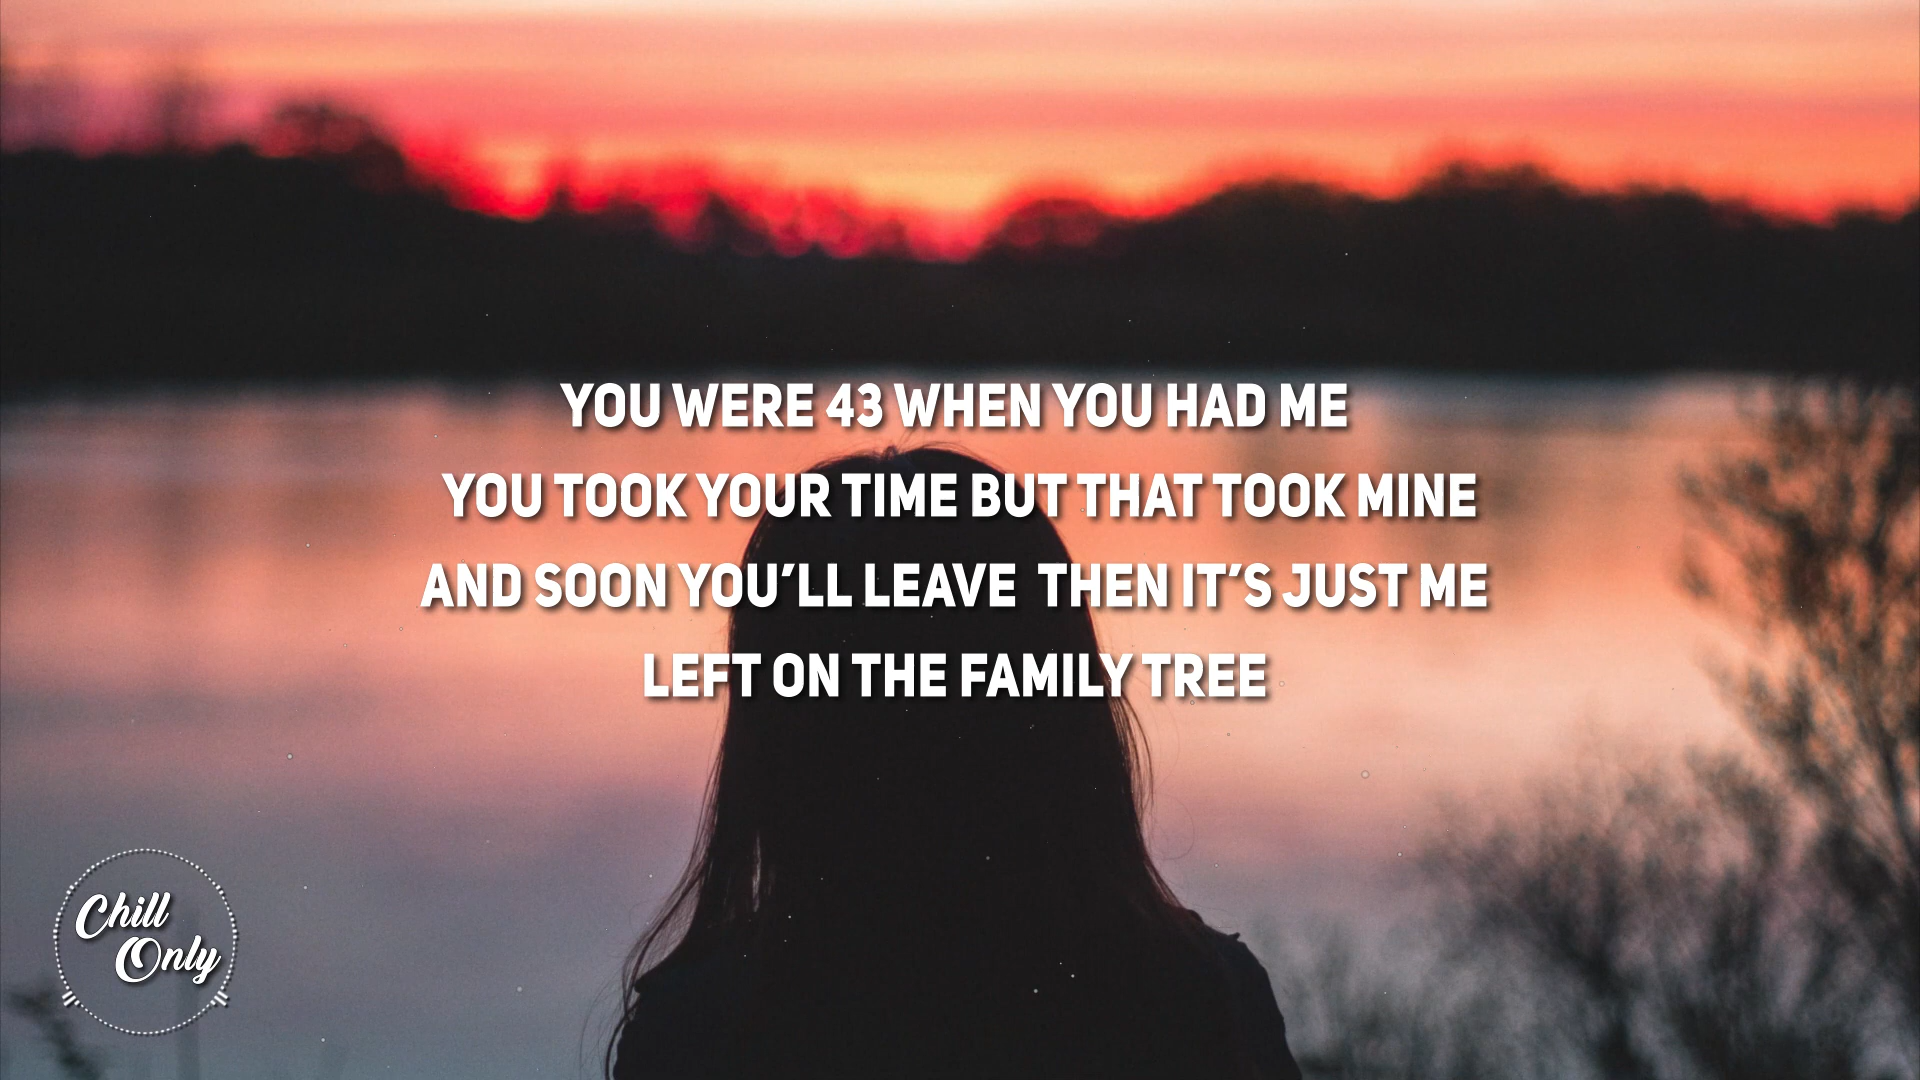 YOU WERE 43 WHEN YOU HAD ME
YOU TOOK YOUR TIME BUT THAT TOOK MINE
AND SOON YOU’LL LEAVE THEN IT’S JUST ME
LEFT ON THE FAMILY TREE
Chill
Only